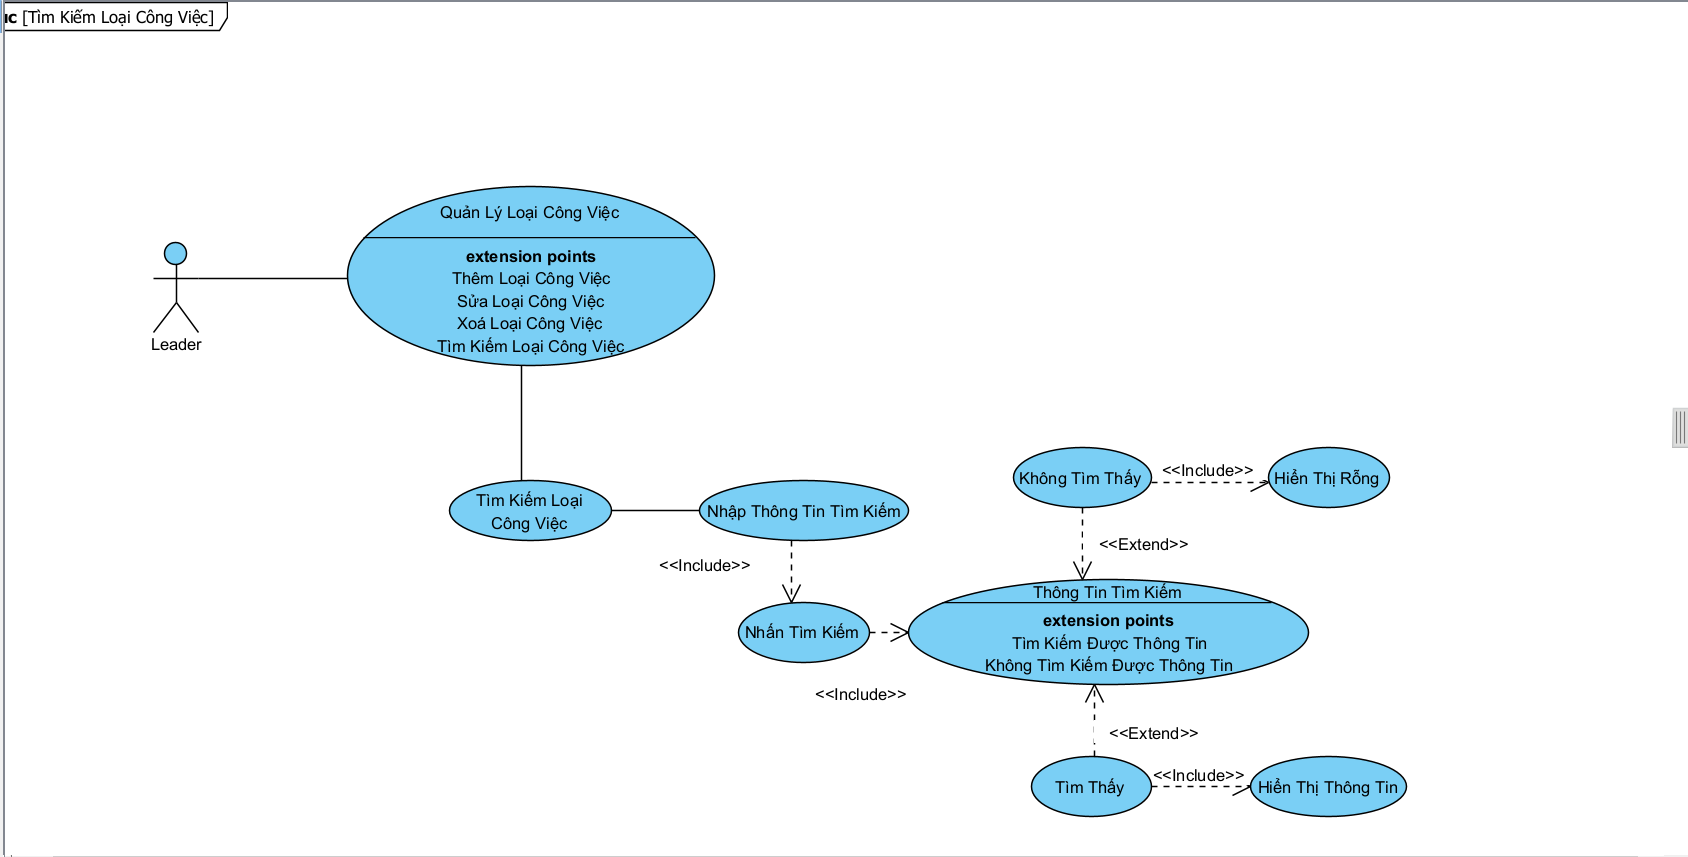 uc [Tìm Kiếm Loại Công Việc]
Quản Lý Loại Công Việc
extension points
Thêm Loại Công Việc
Sửa Loại Công Việc
Xoá Loại Công Việc
Tìm Kiếm Loại Công Việc
Leader
Tìm Kiếm Loại
Công Việc
Nhập Thông Tin Tìm Kiếm
<<Include>>
Nhấn Tìm Kiếm
<<Include>>
Không Tìm Thấy
<<Include>>
Hiển Thị Rỗng
<<Extend>>
Thông Tin Tìm Kiếm
extension points
Tìm Kiếm Được Thông Tin
Không Tìm Kiếm Được Thông Tin
<<Extend>>
Tìm Thấy
<<Include>>
Hiển Thị Thông Tin